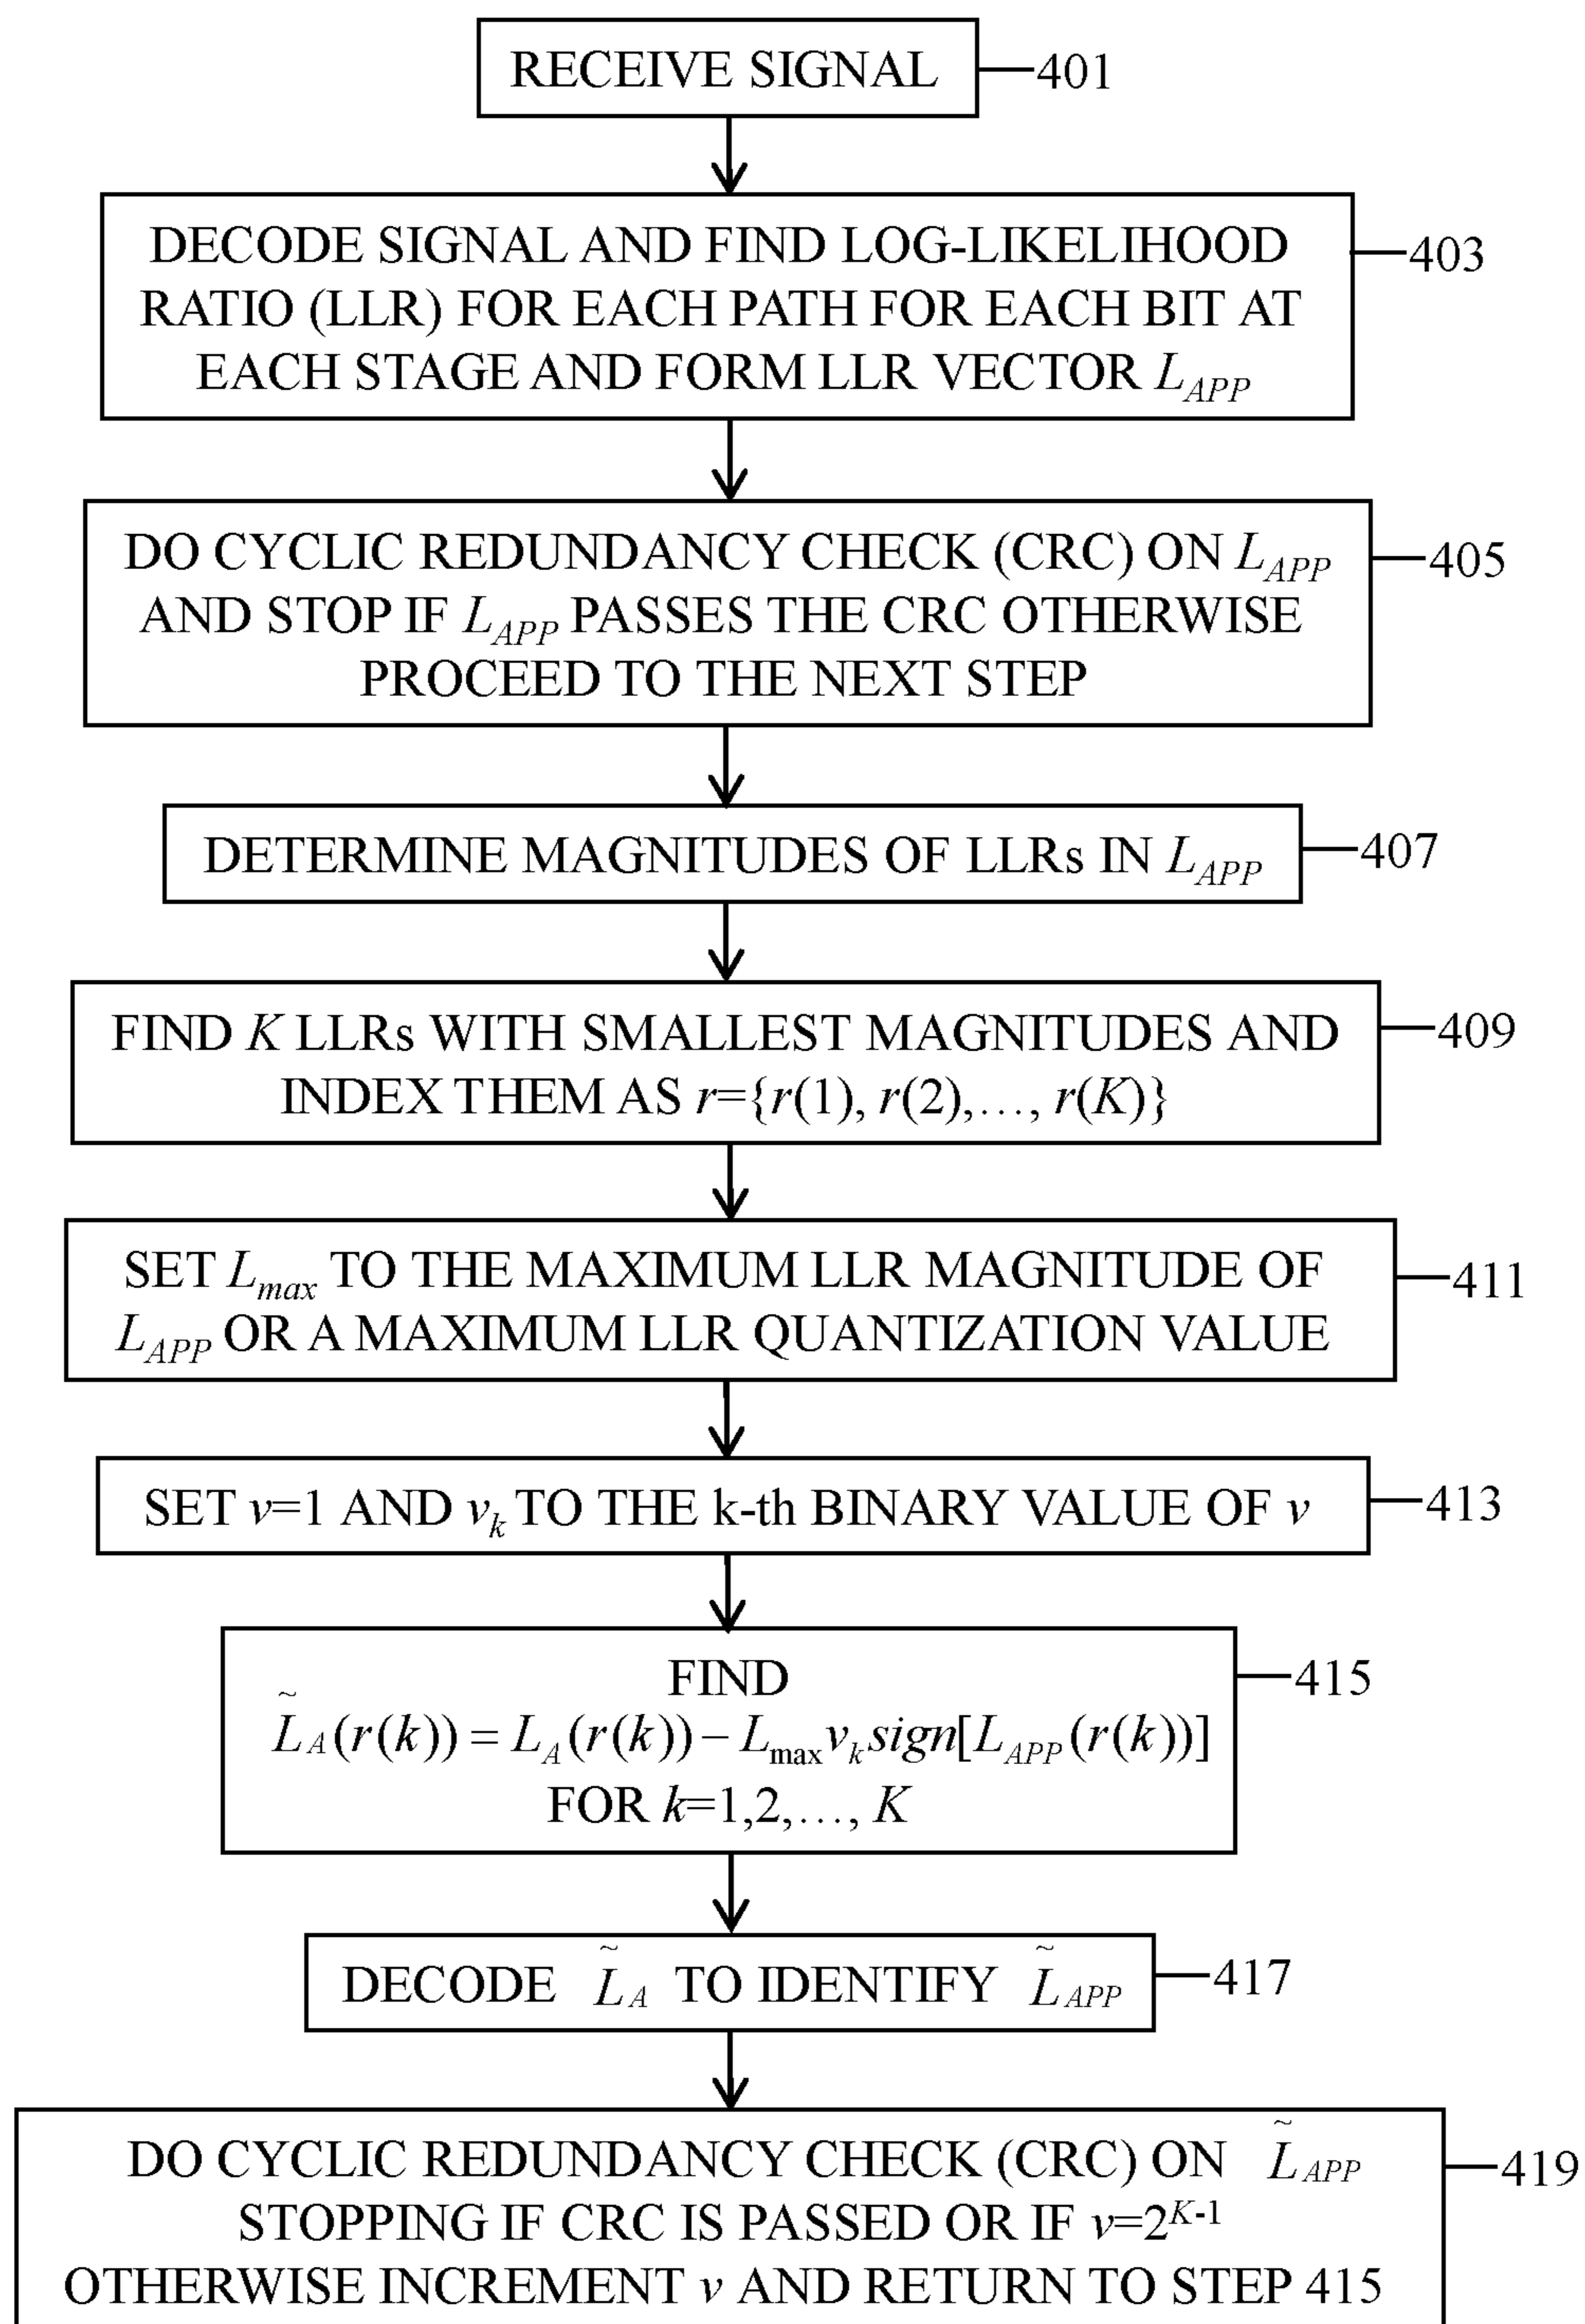 RECEIVE SIGNAL
401
DECODE SIGNAL AND FIND LOG-LIKELIHOOD
RATIO (LLR) FOR EACH PATH FOR EACH BIT AT
EACH STAGE AND FORM LLR VECTOR L_APP
403
DO CYCLIC REDUNDANCY CHECK (CRC) ON L_APP
AND STOP IF L_APP PASSES THE CRC OTHERWISE
PROCEED TO THE NEXT STEP
405
DETERMINE MAGNITUDES OF LLRs IN L_APP
407
FIND K LLRs WITH SMALLEST MAGNITUDES AND
INDEX THEM AS r={r(1), r(2),..., r(K)}
409
SET L_max TO THE MAXIMUM LLR MAGNITUDE OF
L_APP OR A MAXIMUM LLR QUANTIZATION VALUE
411
SET v=1 AND v_k TO THE k-th BINARY VALUE OF v
413
FIND
L̃_A(r(k)) = L_A(r(k)) – L_max v_k sign[L_APP(r(k))]
FOR k=1,2,..., K
415
DECODE L̃_A TO IDENTIFY L̃_APP
417
DO CYCLIC REDUNDANCY CHECK (CRC) ON L̃_APP
STOPPING IF CRC IS PASSED OR IF v=2^{K-1}
OTHERWISE INCREMENT v AND RETURN TO STEP 415
419